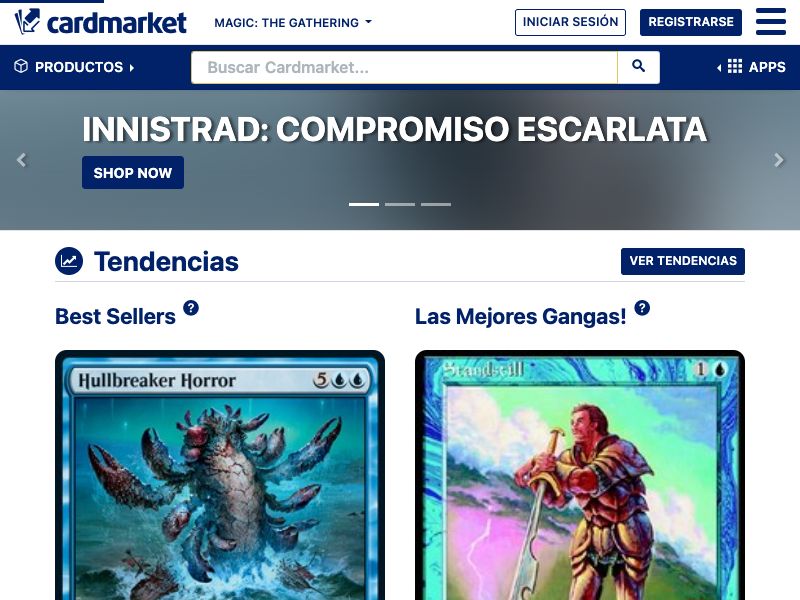 cardmarket
MAGIC: THE GATHERING
INICIAR SESIÓN
REGISTRARSE
PRODUCTOS
Buscar Cardmarket...
APPS
INNISTRAD: COMPROMISO ESCARLATA
SHOP NOW
Tendencias
VER TENDENCIAS
Best Sellers ?
Las Mejores Gangas! ?
Hullbreaker Horror 5
Standstill 1